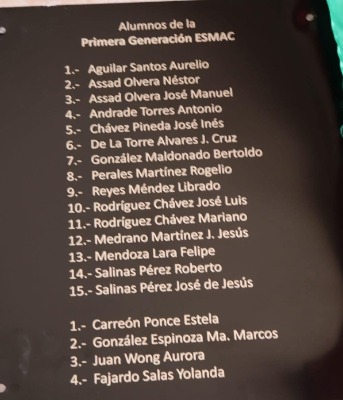 Alumnos de la
Primera Generación ESMAC
1.- Aguilar Santos Aurelio
2.- Assad Olvera Néstor
3.- Assad Olvera José Manuel
4.- Andrade Torres Antonio
5.- Chávez Pineda José Inés
6.- De La Torre Alvares J. Cruz
7.- González Maldonado Bertoldo
8.- Perales Martínez Rogelio
9.- Reyes Méndez Librado
10.- Rodríguez Chávez José Luis
11.- Rodríguez Chávez Mariano
12.- Medrano Martínez J. Jesús
13.- Mendoza Lara Felipe
14.- Salinas Pérez Roberto
15.- Salinas Pérez José de Jesús
1.- Carreón Ponce Estela
2.- González Espinoza Ma. Marcos
3.- Juan Wong Aurora
4.- Fajardo Salas Yolanda